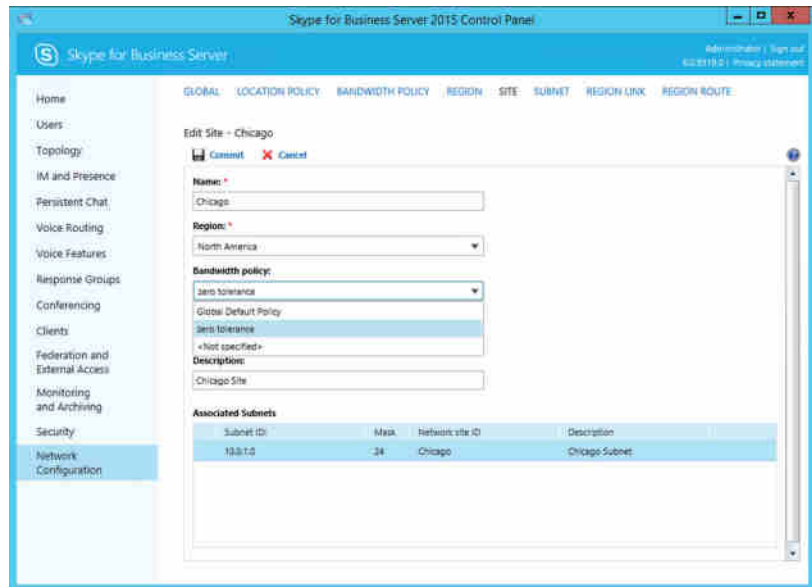 Skype for Business Server 2015 Control Panel
Skype for Business Server
Administrator | Sign out
6.0.9319.0 | Privacy statement
Home
Users
Topology
IM and Presence
Persistent Chat
Voice Routing
Voice Features
Response Groups
Conferencing
Clients
Federation and
External Access
Monitoring
and Archiving
Security
Network
Configuration
GLOBAL LOCATION POLICY BANDWIDTH POLICY REGION SITE SUBNET REGION LINK REGION ROUTE
Edit Site - Chicago
Commit Cancel
Name: *
Chicago
Region: *
North America
Bandwidth policy:
zero tolerance
Global Default Policy
zero tolerance
<Not specified>
Description:
Chicago Site
Associated Subnets
Subnet ID Mask Network site ID Description
24 Chicago Chicago Subnet